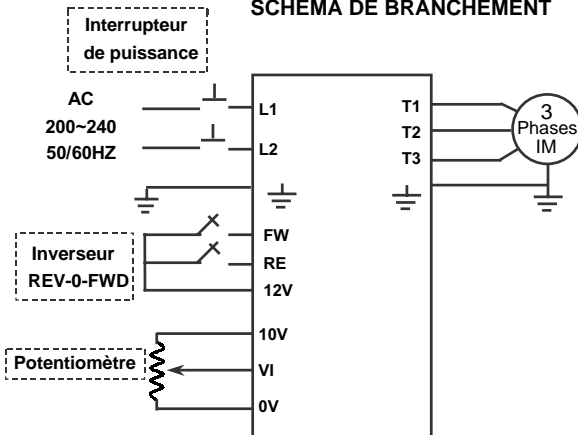 SCHEMA DE BRANCHEMENT
Interrupteur
de puissance
AC
200~240
50/60HZ
L1
L2
T1
T2
T3
3
Phases
IM
Inverseur
REV-0-FWD
FW
RE
12V
Potentiomètre
10V
VI
0V